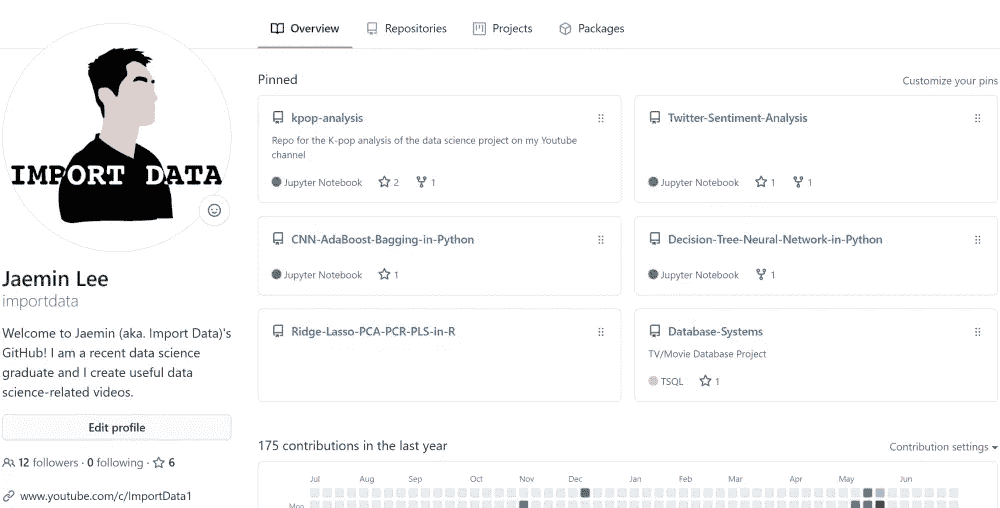 Overview
Repositories
Projects
Packages
IMPORT DATA
Jaemin Lee
importdata
Welcome to Jaemin (aka. Import Data)'s
GitHub! I am a recent data science
graduate and I create useful data
science-related videos.
Edit profile
12 followers · 0 following · 6
www.youtube.com/c/ImportData1
Pinned
Customize your pins
kpop-analysis
Repo for the K-pop analysis of the data science project on my Youtube
channel
Jupyter Notebook 2 1
Twitter-Sentiment-Analysis
Jupyter Notebook 1 1
CNN-AdaBoost-Bagging-in-Python
Jupyter Notebook 1
Decision-Tree-Neural-Network-in-Python
Jupyter Notebook 1
Ridge-Lasso-PCA-PCR-PLS-in-R
Database-Systems
TV/Movie Database Project
TSQL 1
175 contributions in the last year
Contribution settings
Jul Aug Sep Oct Nov Dec Jan Feb Mar Apr May Jun
Mon